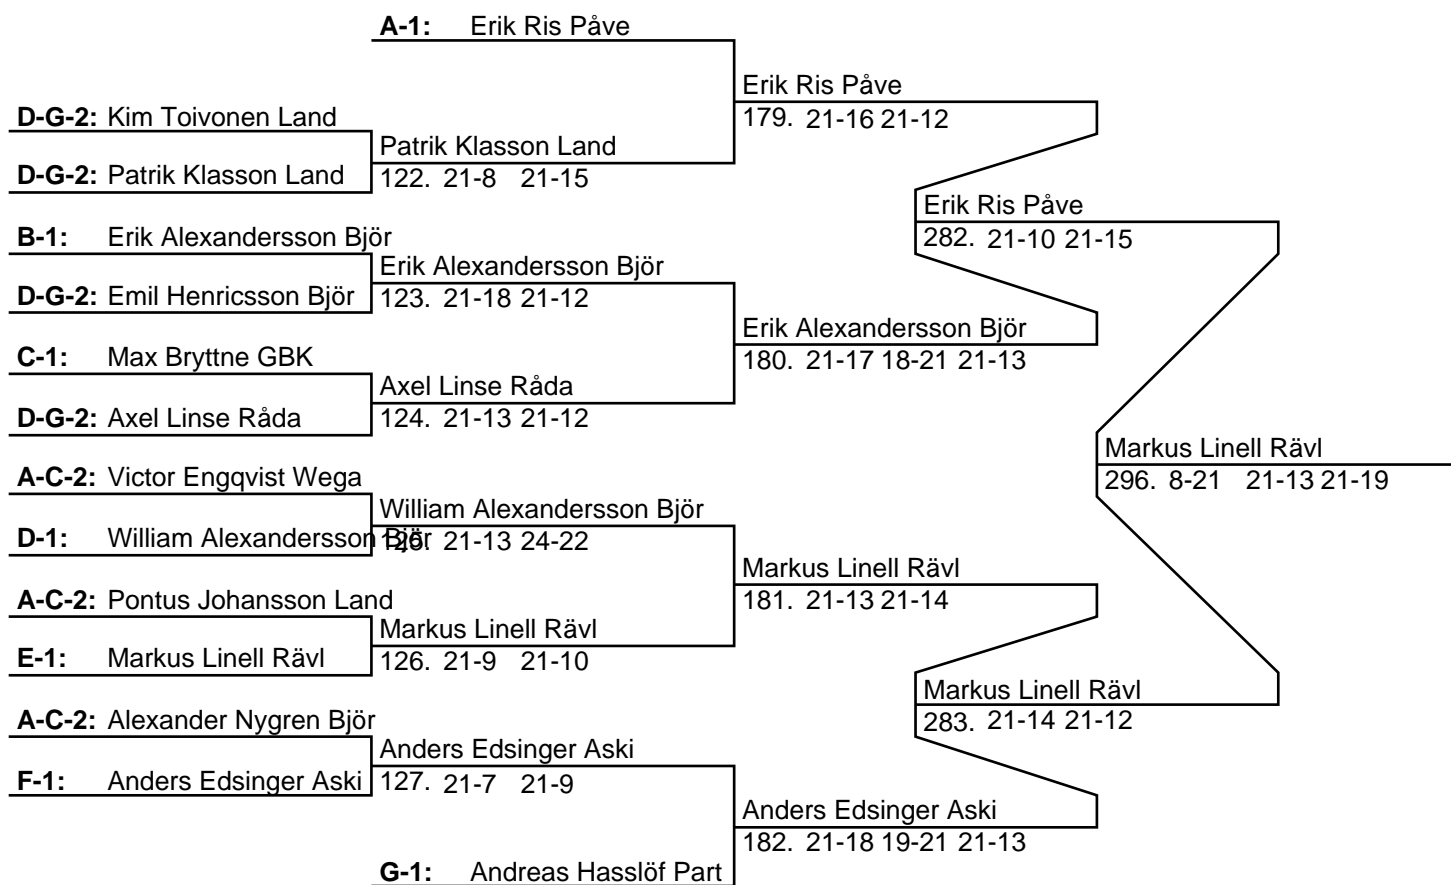 A-1: Erik Ris Påve
Erik Ris Påve
179. 21-16 21-12
D-G-2: Kim Toivonen Land
Patrik Klasson Land
122. 21-8 21-15
D-G-2: Patrik Klasson Land
Erik Ris Påve
282. 21-10 21-15
B-1: Erik Alexandersson Björ
Erik Alexandersson Björ
123. 21-18 21-12
D-G-2: Emil Henricsson Björ
Erik Alexandersson Björ
180. 21-17 18-21 21-13
C-1: Max Bryttne GBK
Axel Linse Råda
124. 21-13 21-12
D-G-2: Axel Linse Råda
Markus Linell Rävl
296. 8-21 21-13 21-19
A-C-2: Victor Engqvist Wega
William Alexandersson Björ
125. 21-13 24-22
D-1: William Alexandersson Björ
Markus Linell Rävl
181. 21-13 21-14
A-C-2: Pontus Johansson Land
Markus Linell Rävl
126. 21-9 21-10
E-1: Markus Linell Rävl
Markus Linell Rävl
283. 21-14 21-12
A-C-2: Alexander Nygren Björ
Anders Edsinger Aski
127. 21-7 21-9
F-1: Anders Edsinger Aski
Anders Edsinger Aski
182. 21-18 19-21 21-13
G-1: Andreas Hasslöf Part